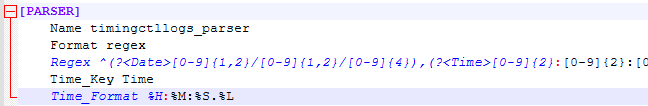 [PARSER]
Name timingctllogs_parser
Format regex
Regex ^(?<Date>[0-9]{1,2}/[0-9]{1,2}/[0-9]{4}),(?<Time>[0-9]{2}:[0-9]{2}:[0
Time_Key Time
Time_Format %H:%M:%S.%L